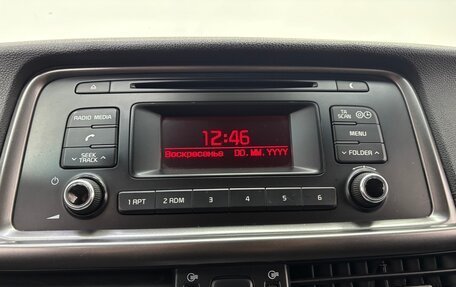 RADIO MEDIA
12:46
TA
SCAN
MENU
SEEK
TRACK
Воскресенье DD.MM.YYYY
FOLDER
1 RPT 2 RDM 3 4 5 6